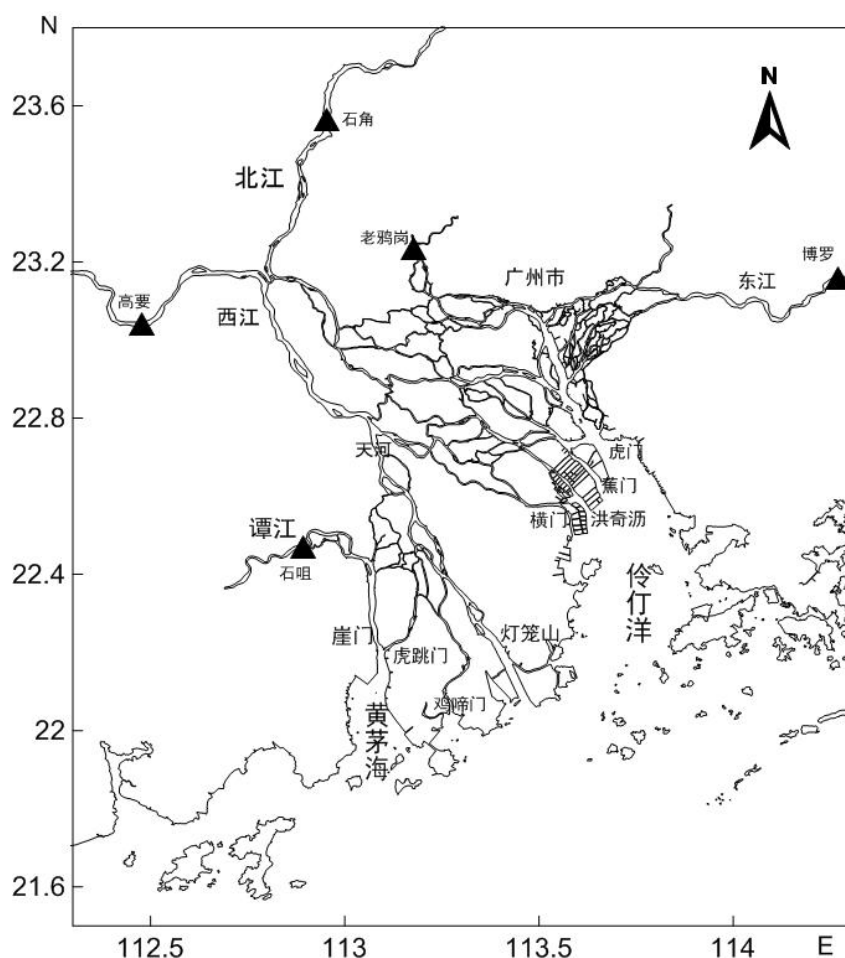 N
N
23.6
石角
北江
老鸦岗
博罗
23.2
广州市
东江
高要
西江
22.8
天河
虎门
蕉门
横门
洪奇沥
谭江
22.4
石咀
伶仃洋
崖门
灯笼山
虎跳门
鸡啼门
22
黄茅海
21.6
112.5
113
113.5
114
E